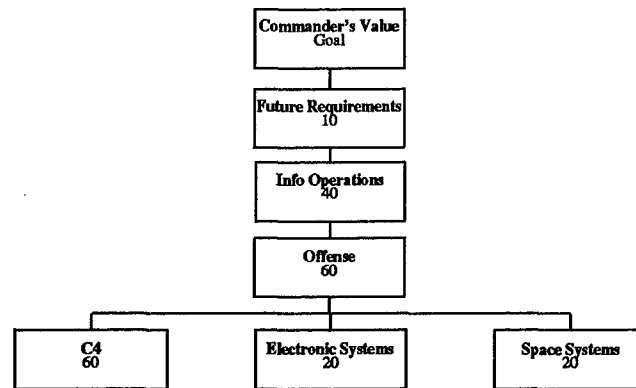 Commander's Value
Goal
Future Requirements
10
Info Operations
40
Offense
60
C4
60
Electronic Systems
20
Space Systems
20